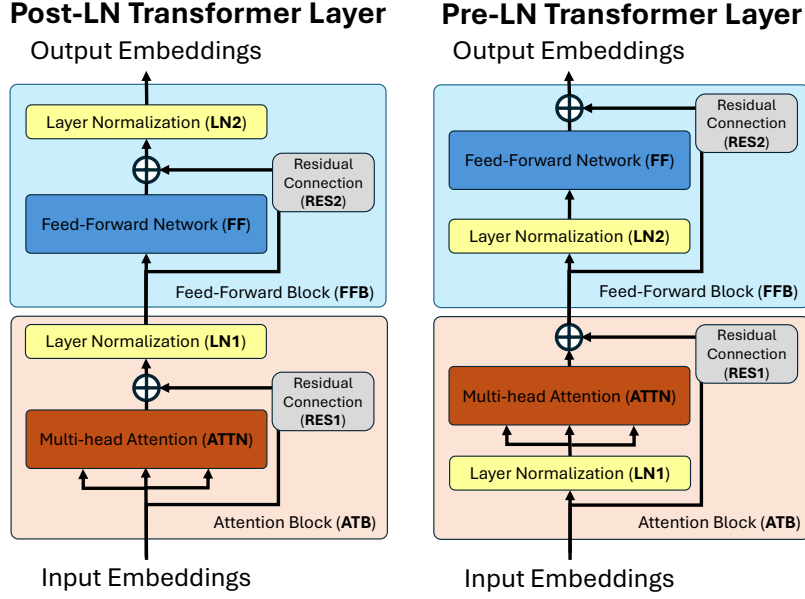 Post-LN Transformer Layer
Output Embeddings
Layer Normalization (LN2)
Residual
Connection
(RES2)
Feed-Forward Network (FF)
Feed-Forward Block (FFB)
Layer Normalization (LN1)
Residual
Connection
(RES1)
Multi-head Attention (ATTN)
Attention Block (ATB)
Input Embeddings
Pre-LN Transformer Layer
Output Embeddings
Residual
Connection
(RES2)
Feed-Forward Network (FF)
Layer Normalization (LN2)
Feed-Forward Block (FFB)
Residual
Connection
(RES1)
Multi-head Attention (ATTN)
Layer Normalization (LN1)
Attention Block (ATB)
Input Embeddings